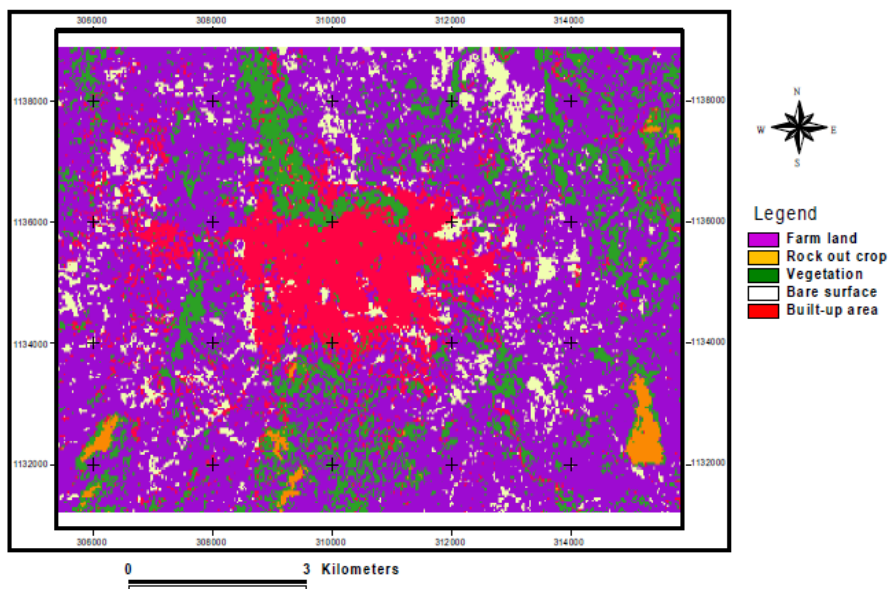 306000 308000 310000 312000 314000
1138000 1138000
N
W E
S
1136000 1136000
Legend
Farm land
Rock out crop
Vegetation
Bare surface
Built-up area
1134000 1134000
1132000 1132000
306000 308000 310000 312000 314000
0 3 Kilometers